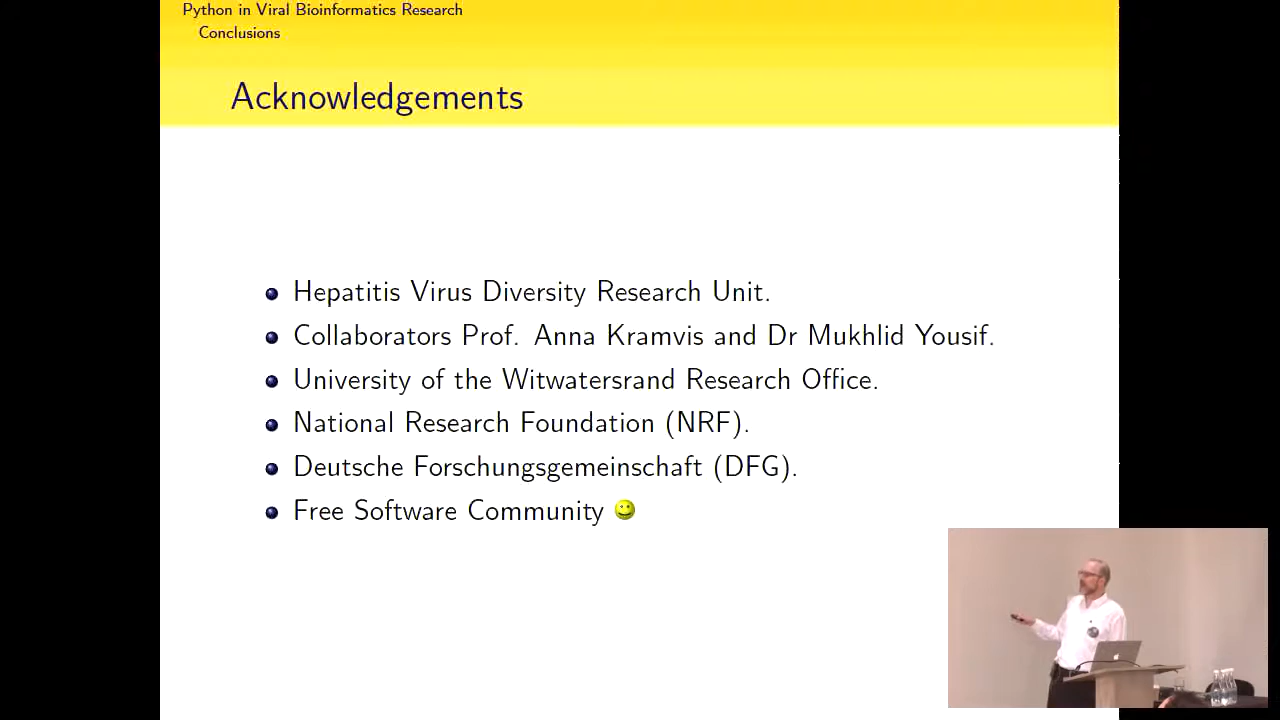 Python in Viral Bioinformatics Research
Conclusions
Acknowledgements
Hepatitis Virus Diversity Research Unit.
Collaborators Prof. Anna Kramvis and Dr Mukhlid Yousif.
University of the Witwatersrand Research Office.
National Research Foundation (NRF).
Deutsche Forschungsgemeinschaft (DFG).
Free Software Community